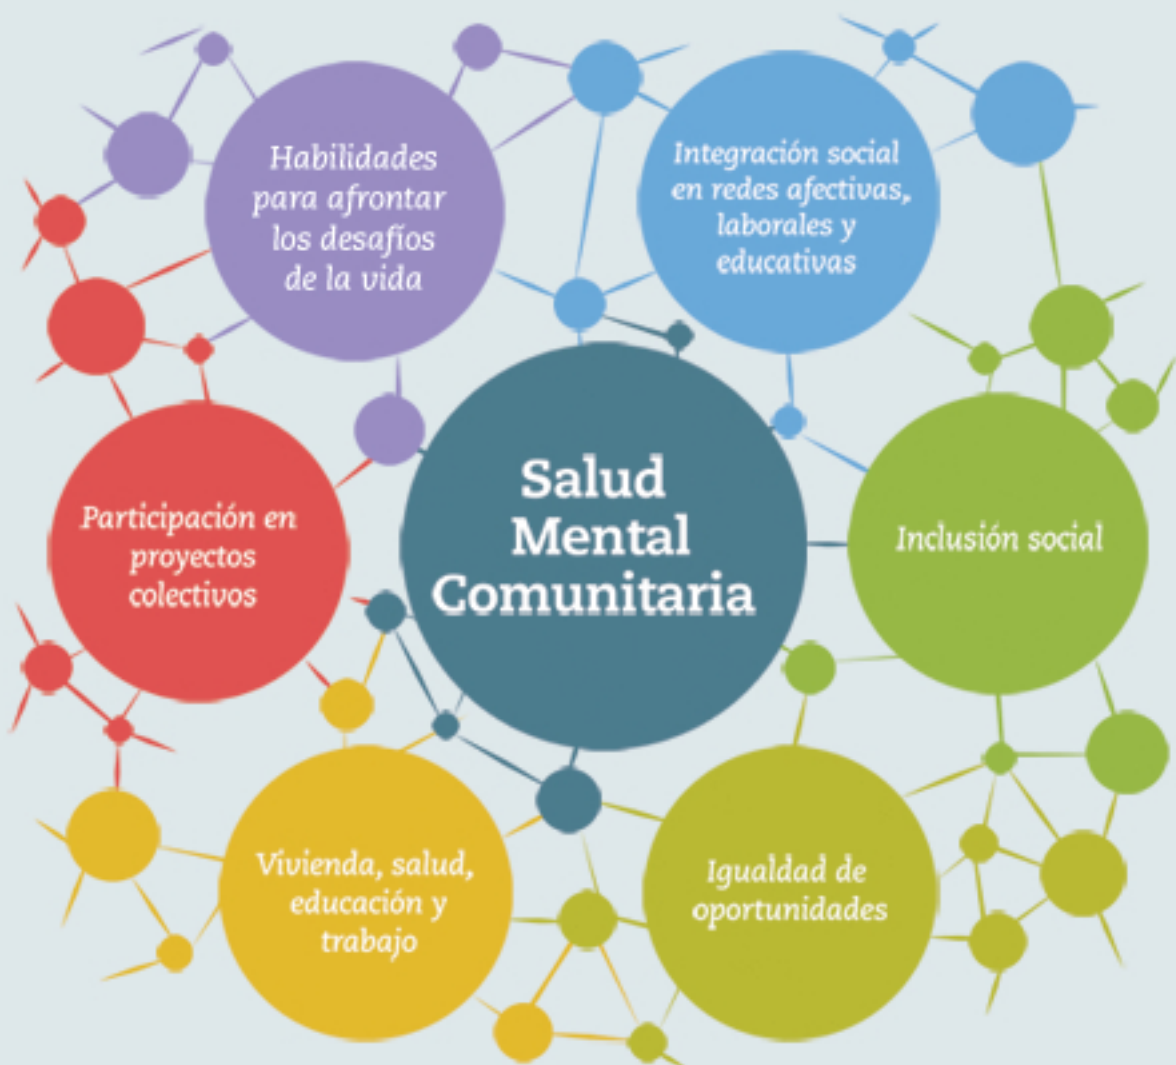 Habilidades
para afrontar
los desafíos
de la vida
Integración social
en redes afectivas,
laborales y
educativas
Participación en
proyectos
colectivos
Salud
Mental
Comunitaria
Inclusión social
Vivienda, salud,
educación y
trabajo
Igualdad de
oportunidades